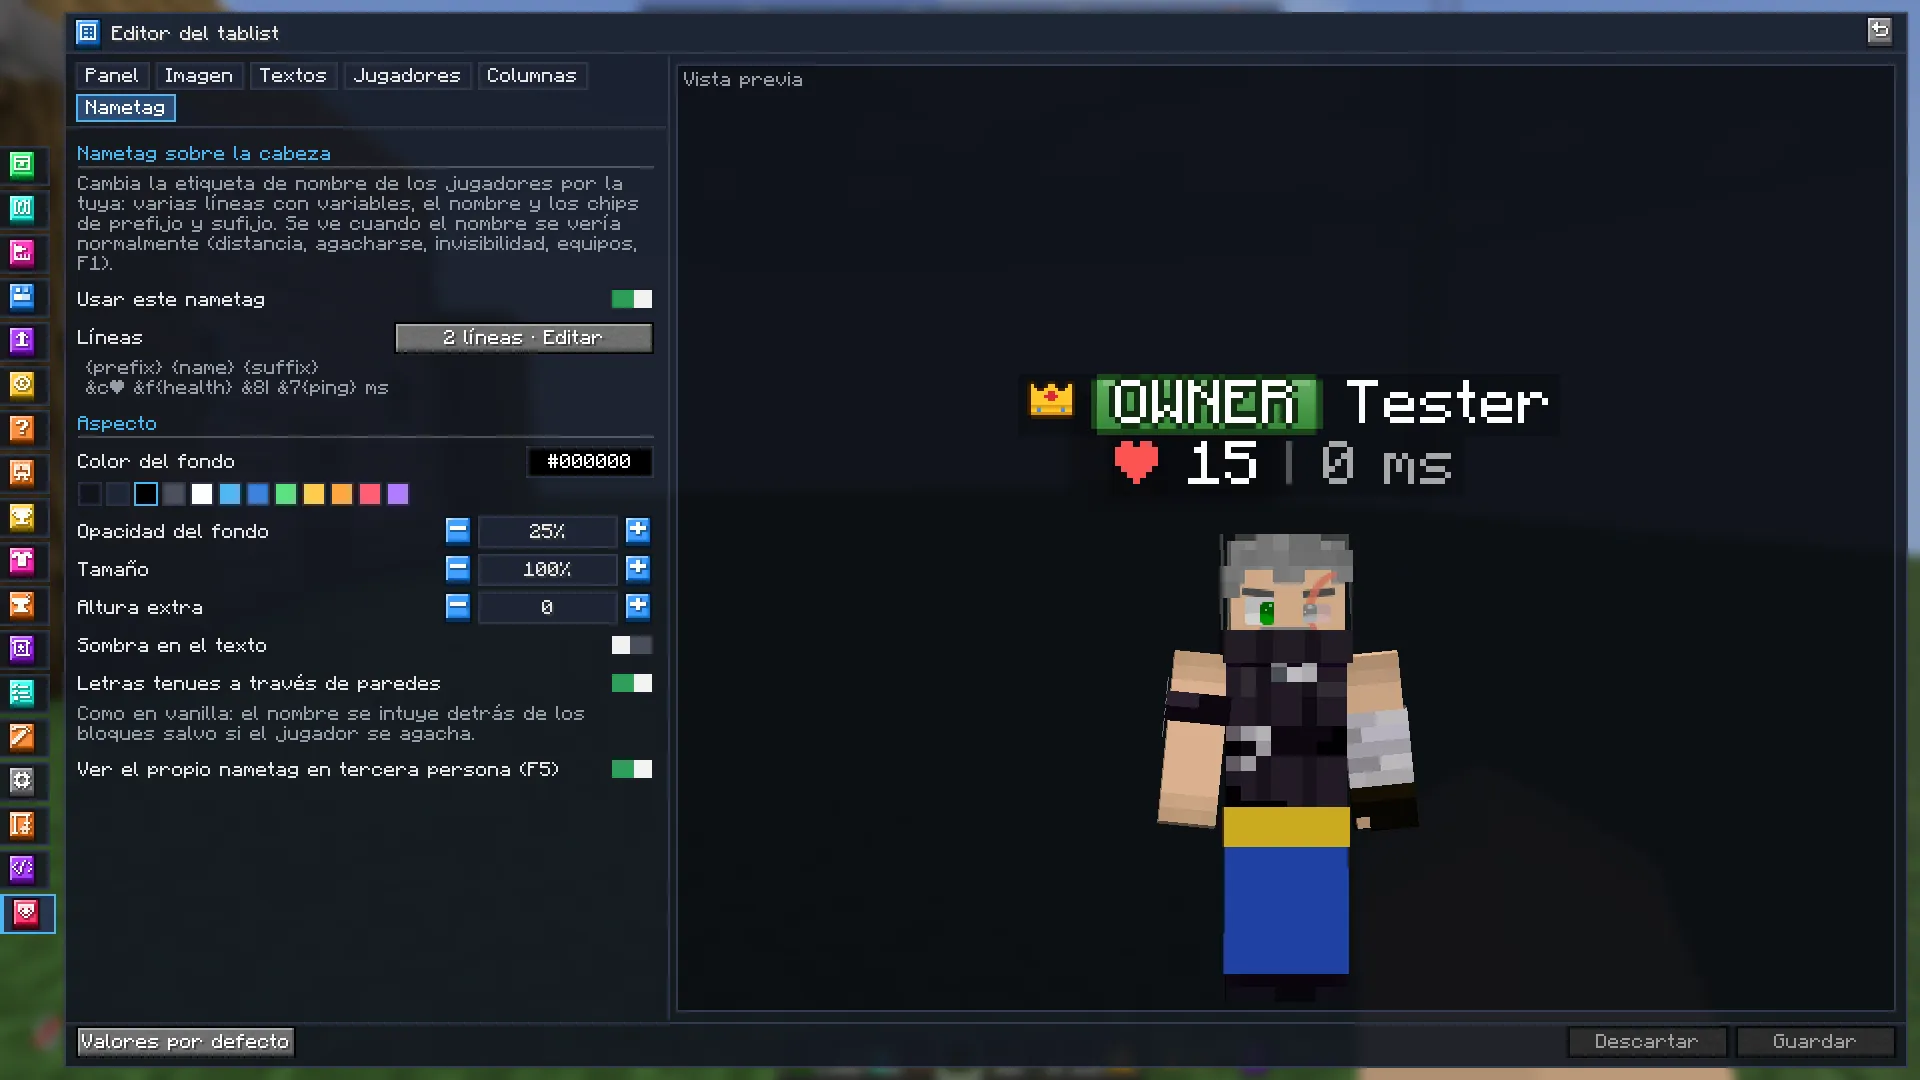 Editor del tablist
Panel
Imagen
Textos
Jugadores
Columnas
Nametag
Nametag sobre la cabeza
Cambia la etiqueta de nombre de los jugadores por la
tuya: varias líneas con variables, el nombre y los chips
de prefijo y sufijo. Se ve cuando el nombre se vería
normalmente (distancia, agacharse, invisibilidad, equipos,
F1).
Usar este nametag
Líneas
2 líneas · Editar
{prefix} {name} {suffix}
&c♥ &f{health} &8| &7{ping} ms
Aspecto
Color del fondo
#000000
Opacidad del fondo
25%
Tamaño
100%
Altura extra
0
Sombra en el texto
Letras tenues a través de paredes
Como en vanilla: el nombre se intuye detrás de los
bloques salvo si el jugador se agacha.
Ver el propio nametag en tercera persona (F5)
Valores por defecto
Vista previa
OWNER Tester
♥ 15 | 0 ms
Descartar
Guardar